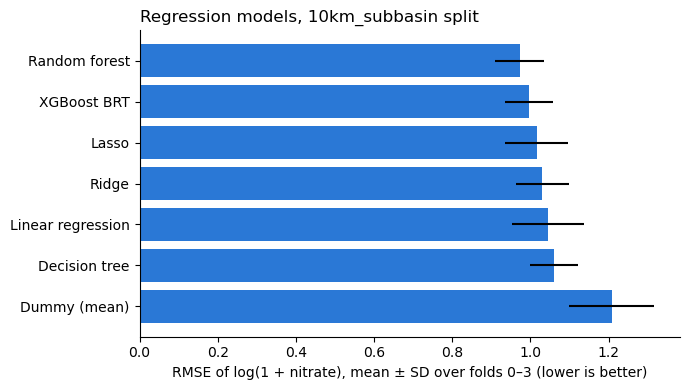 Regression models, 10km_subbasin split
Random forest
XGBoost BRT
Lasso
Ridge
Linear regression
Decision tree
Dummy (mean)
0.0 0.2 0.4 0.6 0.8 1.0 1.2
RMSE of log(1 + nitrate), mean ± SD over folds 0–3 (lower is better)